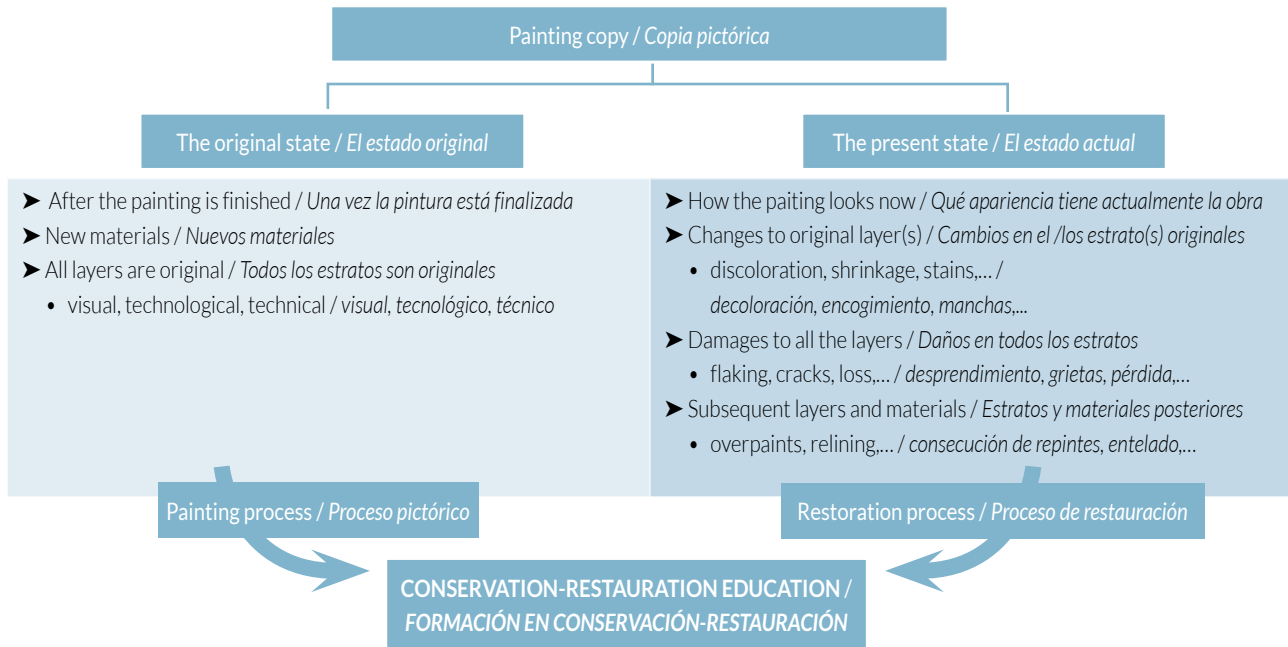 Painting copy / Copia pictórica
The original state / El estado original
The present state / El estado actual
➤ After the painting is finished / Una vez la pintura está finalizada
➤ New materials / Nuevos materiales
➤ All layers are original / Todos los estratos son originales
• visual, technological, technical / visual, tecnológico, técnico
➤ How the paiting looks now / Qué apariencia tiene actualmente la obra
➤ Changes to original layer(s) / Cambios en el /los estrato(s) originales
• discoloration, shrinkage, stains,... /
decoloración, encogimiento, manchas,...
➤ Damages to all the layers / Daños en todos los estratos
• flaking, cracks, loss,... / desprendimiento, grietas, pérdida,...
➤ Subsequent layers and materials / Estratos y materiales posteriores
• overpaints, relining,... / consecución de repintes, entelado,...
Painting process / Proceso pictórico
Restoration process / Proceso de restauración
CONSERVATION-RESTAURATION EDUCATION /
FORMACIÓN EN CONSERVACIÓN-RESTAURACIÓN